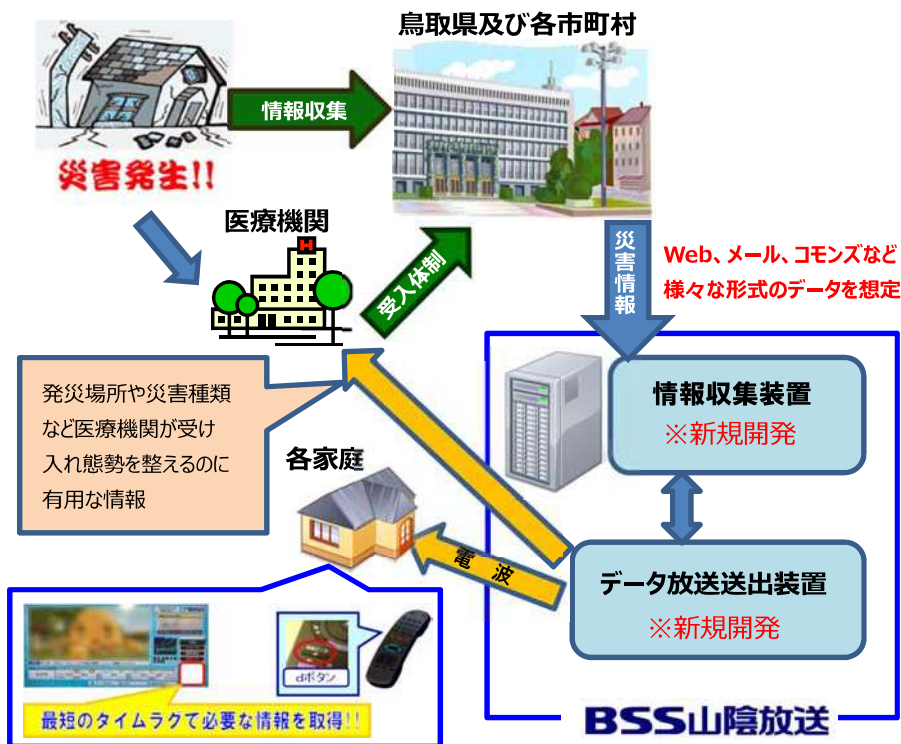 鳥取県及び各市町村
情報収集
災害発生!!
医療機関
H
受入体制
災害情報
Web、メール、コモンズなど
様々な形式のデータを想定
発災場所や災害種類
など医療機関が受け
入れ態勢を整えるのに
有用な情報
情報収集装置
※新規開発
各家庭
電波
データ放送送出装置
※新規開発
dボタン
最短のタイムラグで必要な情報を取得!!
BSS山陰放送